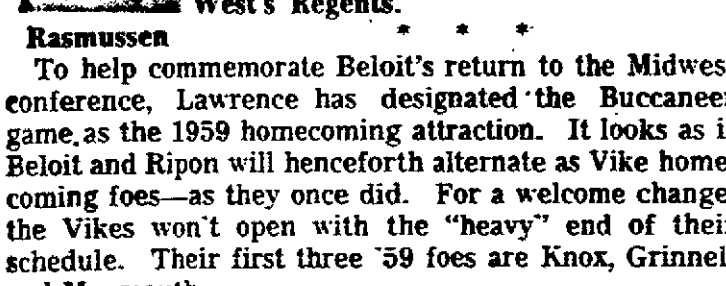 West's Regents.
Rasmussen * * *
To help commemorate Beloit's return to the Midwes
conference, Lawrence has designated the Buccanee
game as the 1959 homecoming attraction. It looks as i
Beloit and Ripon will henceforth alternate as Vike home
coming foes—as they once did. For a welcome change
the Vikes won't open with the "heavy" end of thei
schedule. Their first three '59 foes are Knox, Grinnel